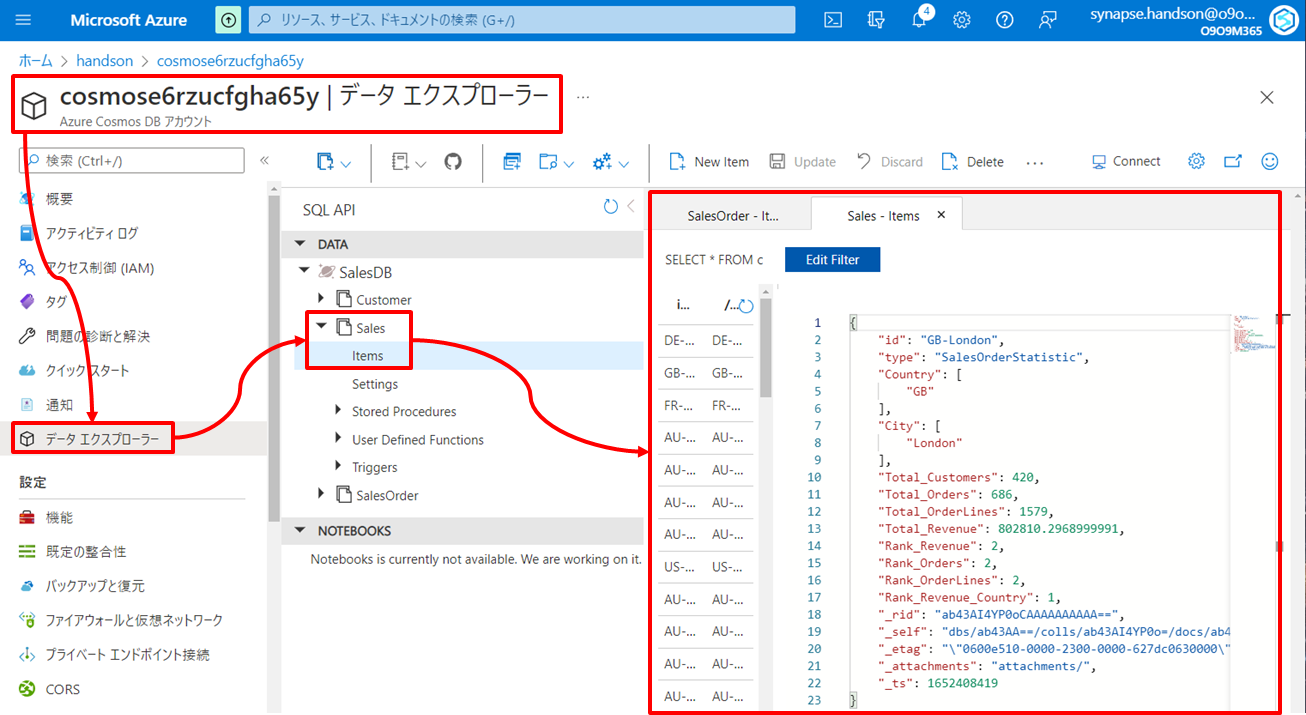 Microsoft Azure
リソース、サービス、ドキュメントの検索 (G+/)
4
synapse.handson@o9o...
O9O9M365
ホーム > handson > cosmose6rzucfgha65y
cosmose6rzucfgha65y | データ エクスプローラー ...
Azure Cosmos DB アカウント
検索 (Ctrl+/)
«
New Item
Update
Discard
Delete
...
Connect
概要
アクティビティ ログ
アクセス制御 (IAM)
タグ
問題の診断と解決
クイック スタート
通知
データ エクスプローラー
設定
機能
既定の整合性
バックアップと復元
ファイアウォールと仮想ネットワーク
プライベート エンドポイント接続
CORS
SQL API
DATA
SalesDB
Customer
Sales
Items
Settings
Stored Procedures
User Defined Functions
Triggers
SalesOrder
NOTEBOOKS
Notebooks is currently not available. We are working on it.
SalesOrder - It...
Sales - Items ×
SELECT * FROM c
Edit Filter
i... /...
DE-... DE-...
GB-... GB-...
FR-... FR-...
AU-... AU-...
AU-... AU-...
AU-... AU-...
AU-... AU-...
US-... US-...
AU-... AU-...
AU-... AU-...
AU-... AU-...
AU-... AU-...
1 {
2 "id": "GB-London",
3 "type": "SalesOrderStatistic",
4 "Country": [
5 "GB"
6 ],
7 "City": [
8 "London"
9 ],
10 "Total_Customers": 420,
11 "Total_Orders": 686,
12 "Total_OrderLines": 1579,
13 "Total_Revenue": 802810.2968999991,
14 "Rank_Revenue": 2,
15 "Rank_Orders": 2,
16 "Rank_OrderLines": 2,
17 "Rank_Revenue_Country": 1,
18 "_rid": "ab43AI4YP0oCAAAAAAAAAA==",
19 "_self": "dbs/ab43AA==/colls/ab43AI4YP0o=/docs/ab4
20 "_etag": "\"0600e510-0000-2300-0000-627dc0630000\"
21 "_attachments": "attachments/",
22 "_ts": 1652408419
23 }